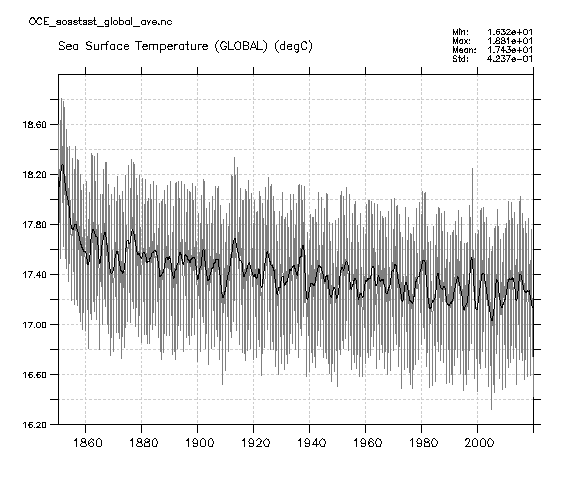 OCE_sosstsst_global_ave.nc
Sea Surface Temperature (GLOBAL) (degC)
Min: 1.632e+01
Max: 1.881e+01
Mean: 1.743e+01
Std: 4.237e-01
18.60
18.20
17.80
17.40
17.00
16.60
16.20
1860 1880 1900 1920 1940 1960 1980 2000